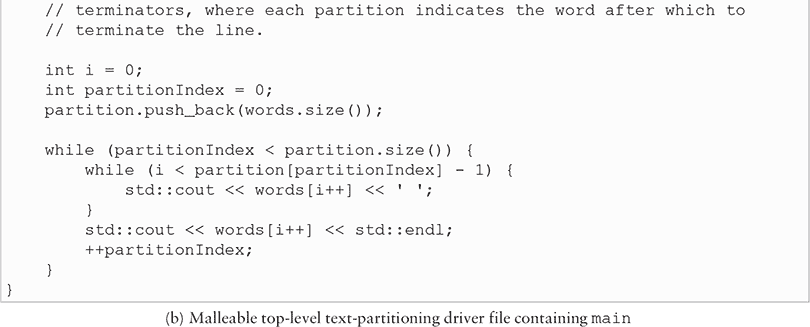 // terminators, where each partition indicates the word after which to
// terminate the line.
int i = 0;
int partitionIndex = 0;
partition.push_back(words.size());
while (partitionIndex < partition.size()) {
while (i < partition[partitionIndex] - 1) {
std::cout << words[i++] << ' ';
}
std::cout << words[i++] << std::endl;
++partitionIndex;
}
}
(b) Malleable top-level text-partitioning driver file containing main